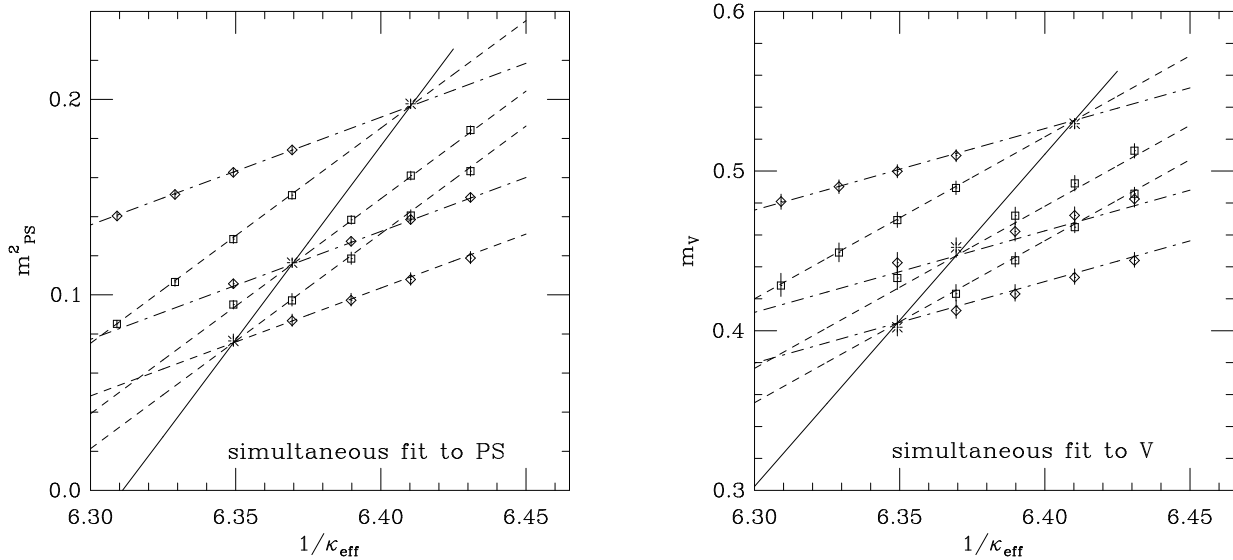 0.2
0.1
0.0
m²PS
6.30 6.35 6.40 6.45
1/κeff
simultaneous fit to PS
0.6
0.5
0.4
0.3
mV
6.30 6.35 6.40 6.45
1/κeff
simultaneous fit to V